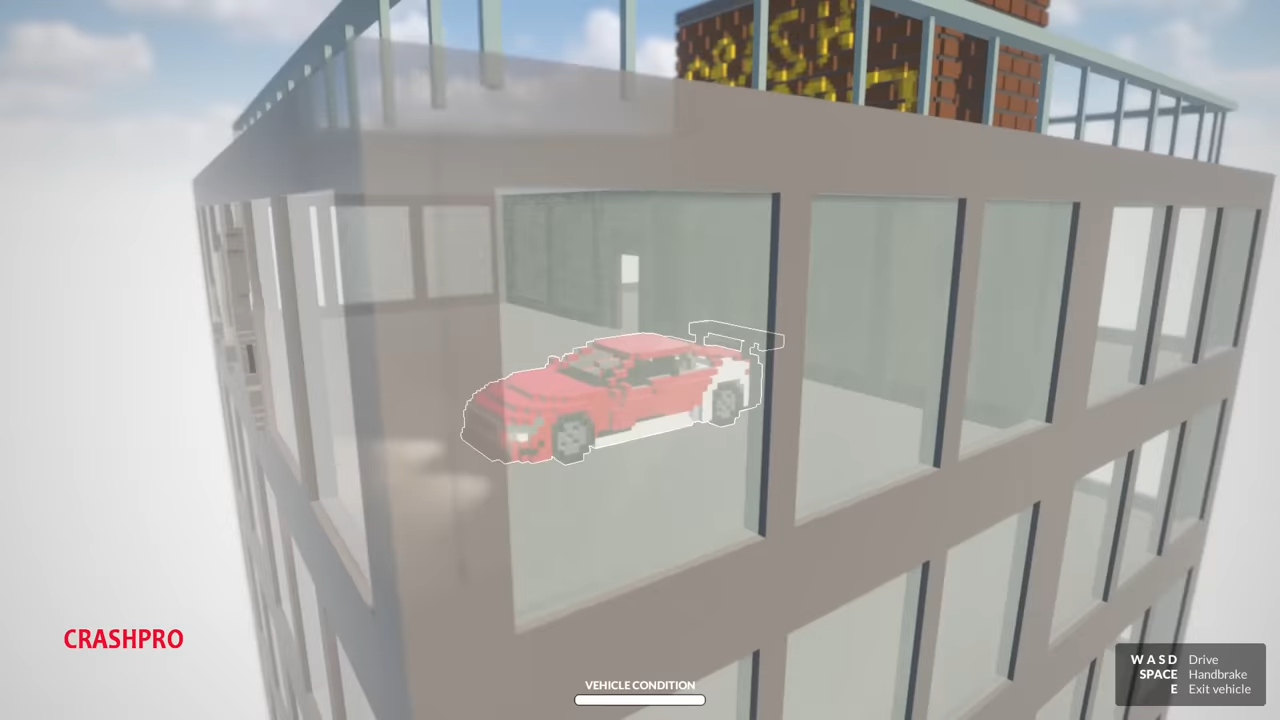 CRASHPRO
VEHICLE CONDITION
W A S D Drive
SPACE Handbrake
E Exit vehicle